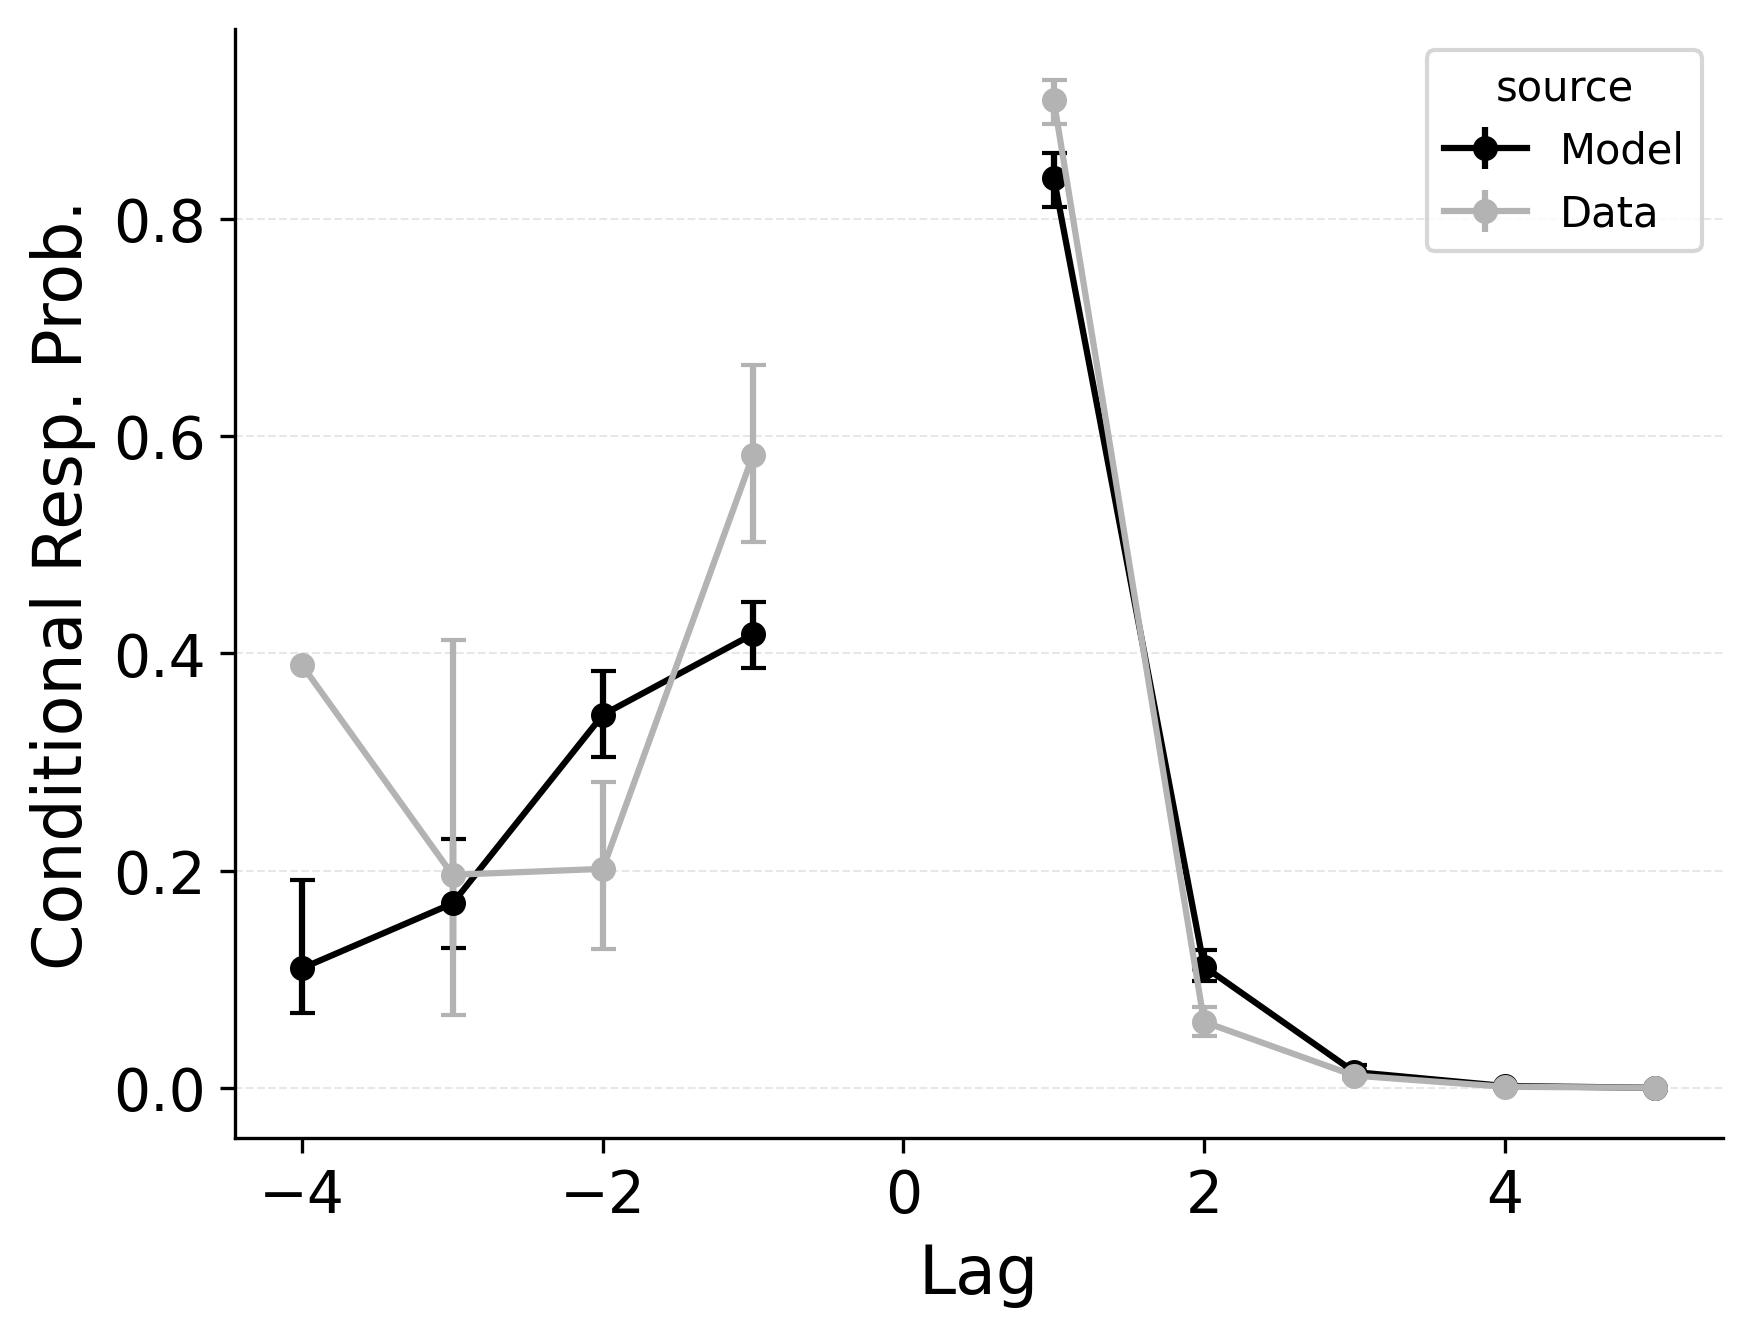 source
Model
Data
Conditional Resp. Prob.
0.8
0.6
0.4
0.2
0.0
−4 −2 0 2 4
Lag